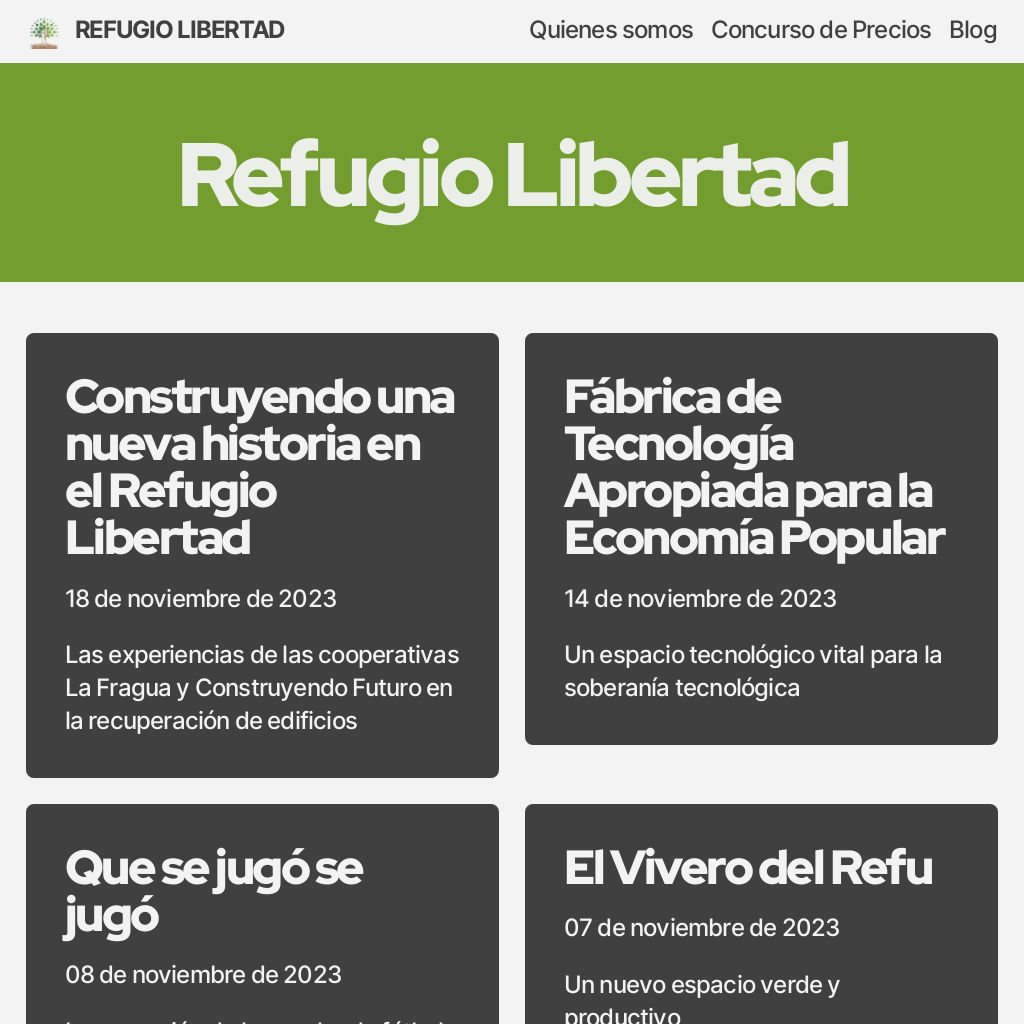 REFUGIO LIBERTAD
Quienes somos Concurso de Precios Blog
Refugio Libertad
Construyendo una
nueva historia en
el Refugio
Libertad
18 de noviembre de 2023
Las experiencias de las cooperativas
La Fragua y Construyendo Futuro en
la recuperación de edificios
Fábrica de
Tecnología
Apropiada para la
Economía Popular
14 de noviembre de 2023
Un espacio tecnológico vital para la
soberanía tecnológica
Que se jugó se
jugó
08 de noviembre de 2023
El Vivero del Refu
07 de noviembre de 2023
Un nuevo espacio verde y
productivo